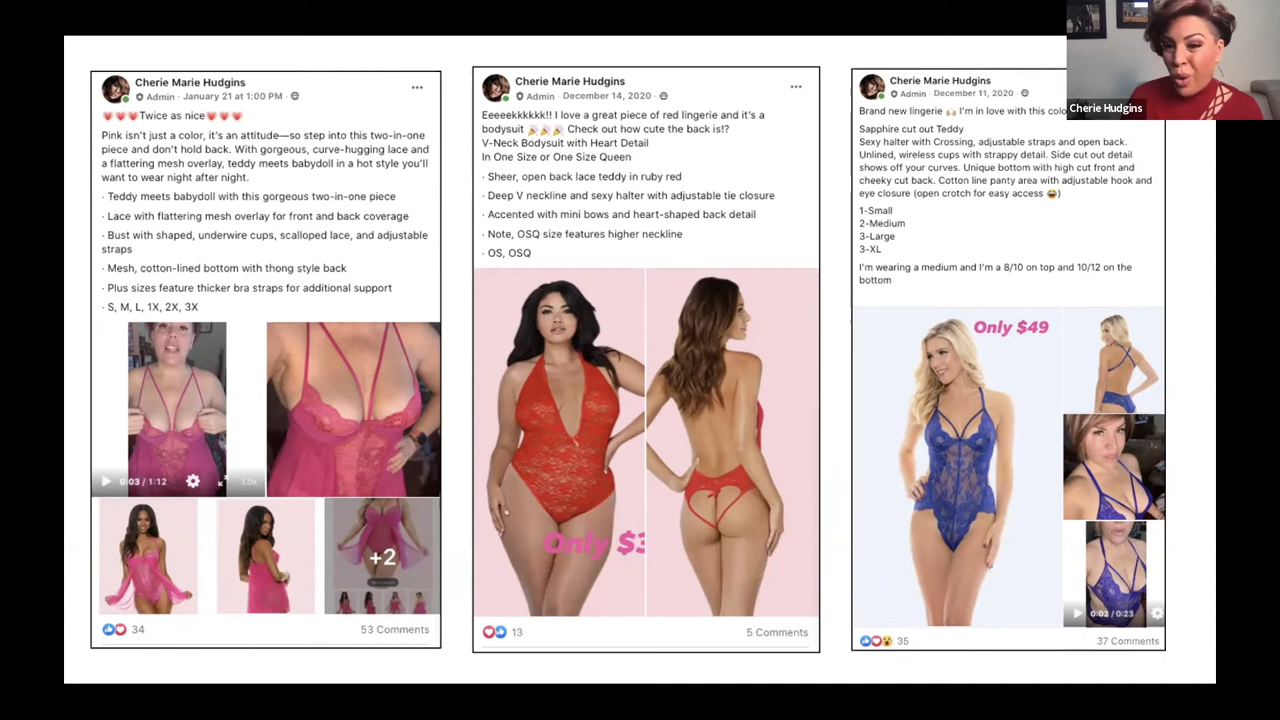 Cherie Marie Hudgins
Admin · January 21 at 1:00 PM ·
💗💗💗Twice as nice💗💗💗
Pink isn't just a color, it's an attitude—so step into this two-in-one
piece and don't hold back. With gorgeous, curve-hugging lace and
a flattering mesh overlay, teddy meets babydoll in a hot style you'll
want to wear night after night.
· Teddy meets babydoll with this gorgeous two-in-one piece
· Lace with flattering mesh overlay for front and back coverage
· Bust with shaped, underwire cups, scalloped lace, and adjustable
straps
· Mesh, cotton-lined bottom with thong style back
· Plus sizes feature thicker bra straps for additional support
· S, M, L, 1X, 2X, 3X
0:03 / 1:12
1.0x
+2
34
53 Comments
Cherie Marie Hudgins
Admin · December 14, 2020 ·
Eeeeekkkkkk!! I love a great piece of red lingerie and it's a
bodysuit 🎉🎉🎉 Check out how cute the back is!?
V-Neck Bodysuit with Heart Detail
In One Size or One Size Queen
· Sheer, open back lace teddy in ruby red
· Deep V neckline and sexy halter with adjustable tie closure
· Accented with mini bows and heart-shaped back detail
· Note, OSQ size features higher neckline
· OS, OSQ
Only $3
13
5 Comments
Cherie Marie Hudgins
Admin · December 11, 2020 ·
Brand new lingerie 🙌🏻 I'm in love with this colo
Sapphire cut out Teddy
Sexy halter with Crossing, adjustable straps and open back.
Unlined, wireless cups with strappy detail. Side cut out detail
shows off your curves. Unique bottom with high cut front and
cheeky cut back. Cotton line panty area with adjustable hook and
eye closure (open crotch for easy access 😂)
1-Small
2-Medium
3-Large
3-XL
I'm wearing a medium and I'm a 8/10 on top and 10/12 on the
bottom
Only $49
0:02 / 0:23
35
37 Comments
Cherie Hudgins